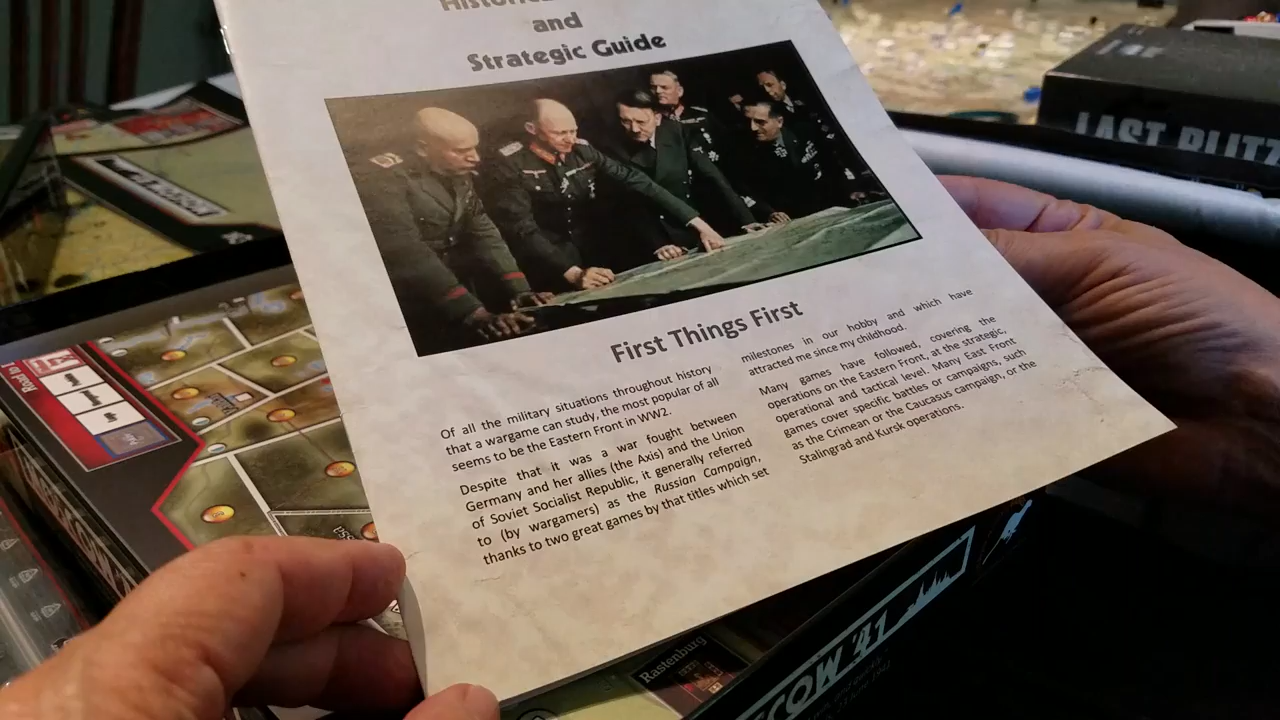 and
Strategic Guide
First Things First
Of all the military situations throughout history
that a wargame can study, the most popular of all
seems to be the Eastern Front in WW2.
Despite that it was a war fought between
Germany and her allies (the Axis) and the Union
of Soviet Socialist Republic, it generally referred
to (by wargamers) as the Russian Campaign,
thanks to two great games by that titles which set
milestones in our hobby and which have
attracted me since my childhood.
Many games have followed, covering the
operations on the Eastern Front, at the strategic,
operational and tactical level. Many East Front
games cover specific battles or campaigns, such
as the Crimean or the Caucasus campaign, or the
Stalingrad and Kursk operations.
LAST BLITZ
Rastenburg
COW '41